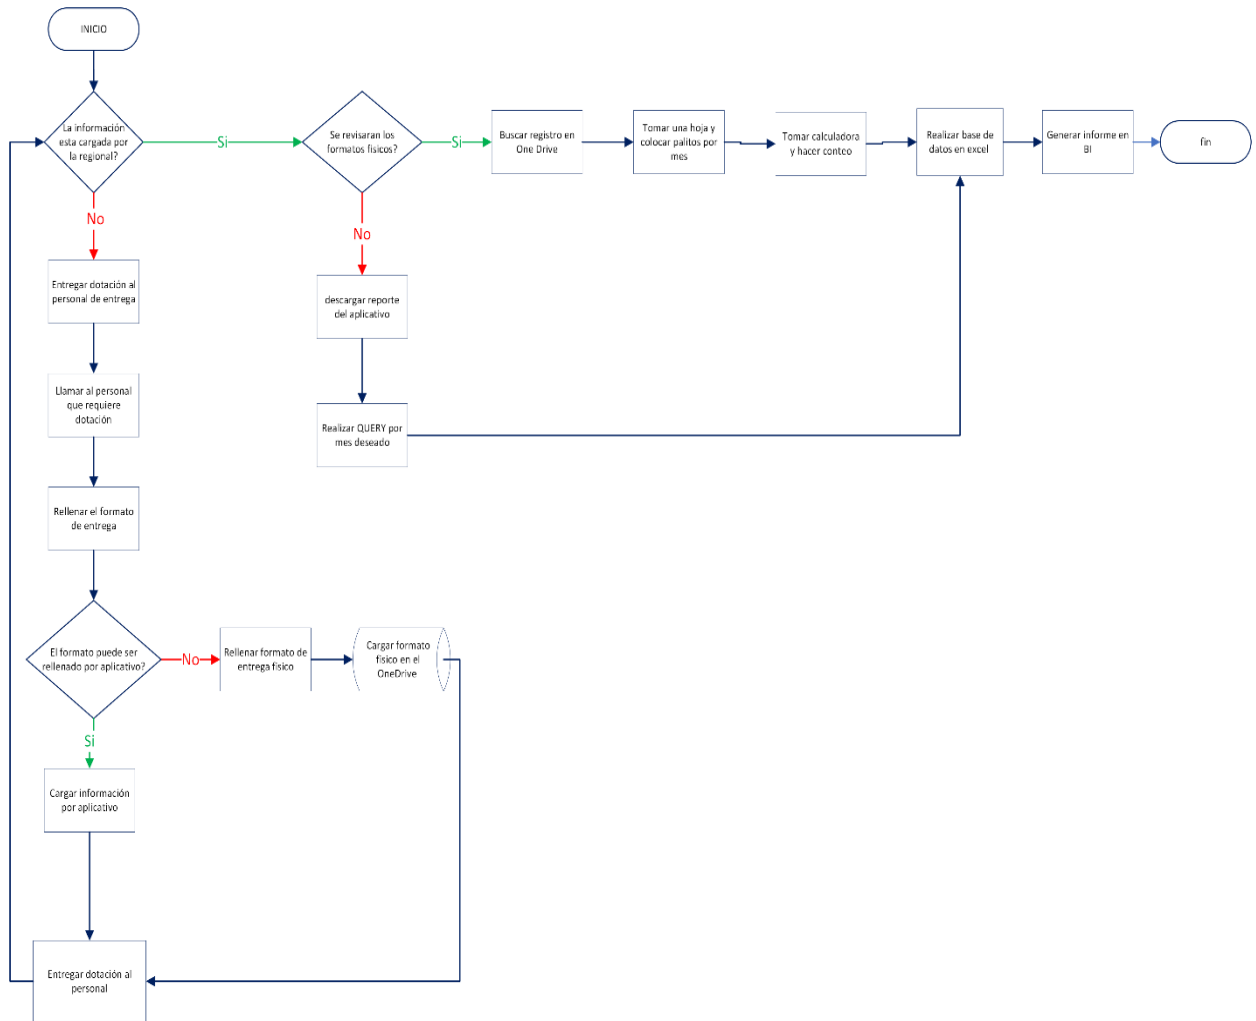 INICIO
La información
esta cargada por
la regional?
Si
Se revisaran los
formatos fisicos?
Si
Buscar registro en
One Drive
Tomar una hoja y
colocar palitos por
mes
Tomar calculadora
y hacer conteo
Realizar base de
datos en excel
Generar informe en
BI
fin
No
No
Entregar dotación al
personal de entrega
descargar reporte
del aplicativo
Llamar al personal
que requiere
dotación
Realizar QUERY por
mes deseado
Rellenar el formato
de entrega
El formato puede ser
rellenado por aplicativo?
No
Rellenar formato de
entrega fisico
Cargar formato
fisico en el
OneDrive
Si
Cargar información
por aplicativo
Entregar dotación al
personal